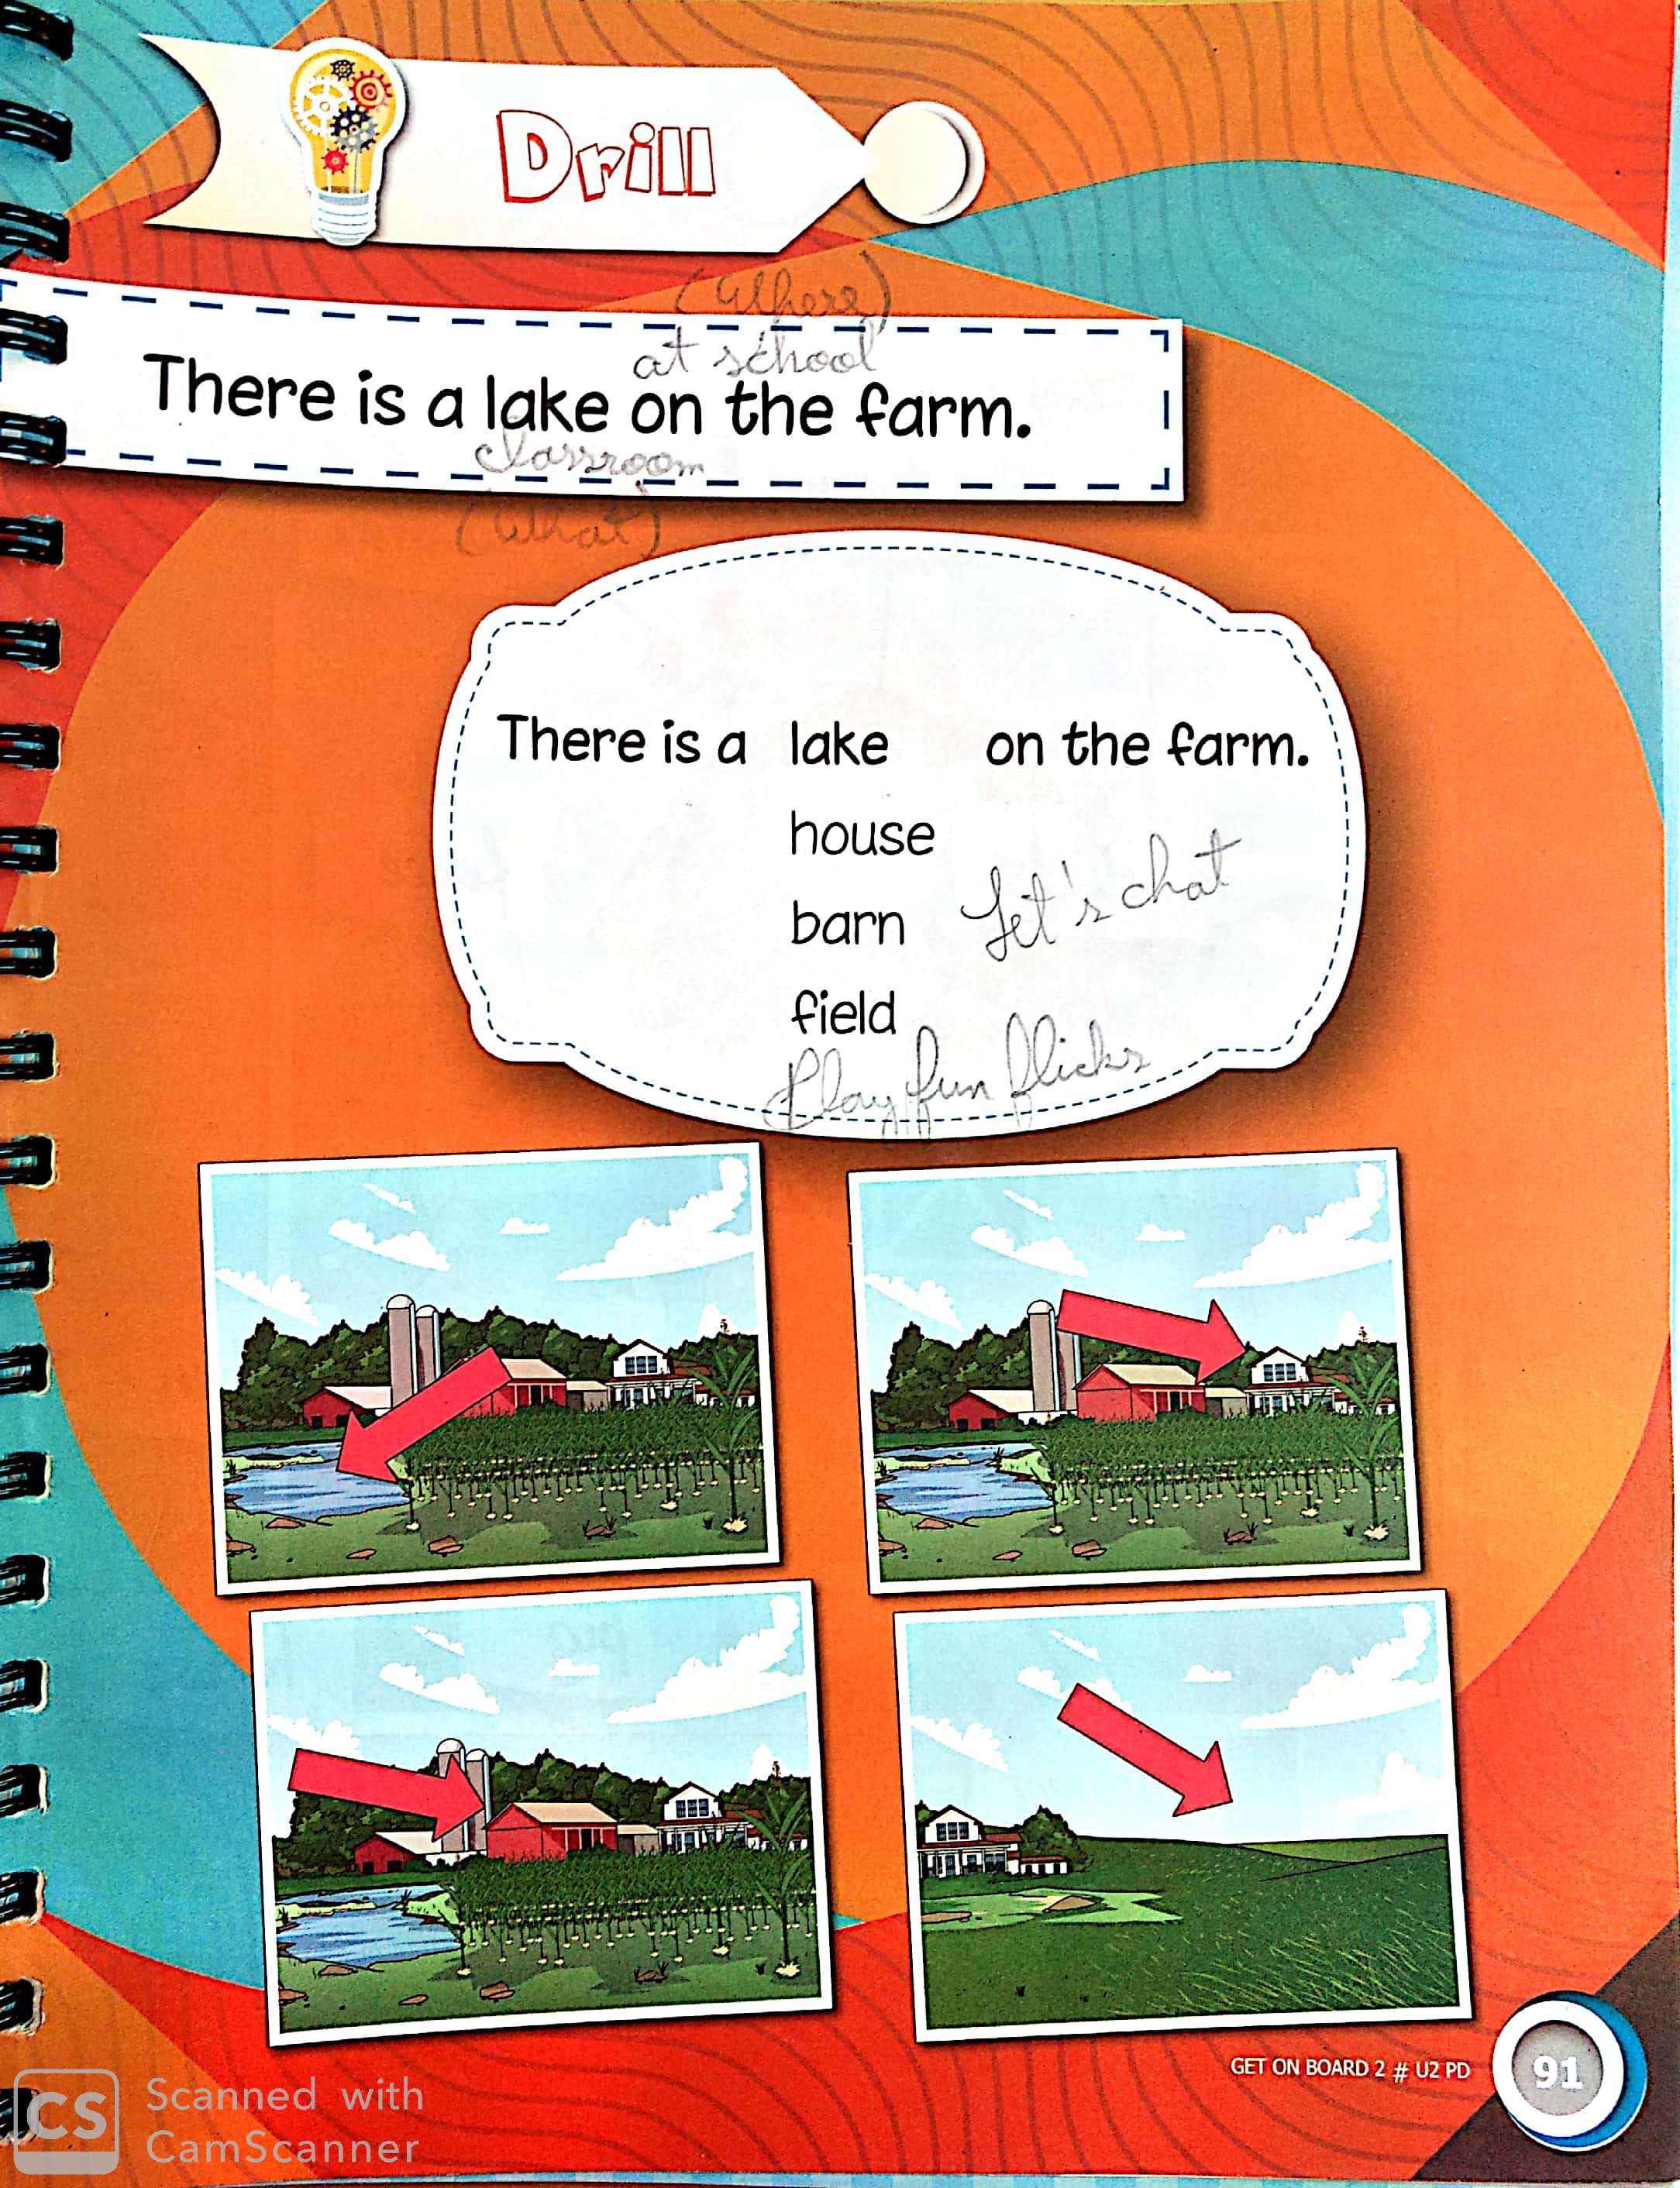 Drill
(Where)
at school
There is a lake on the farm.
classroom
(What)
There is a lake on the farm.
house
barn
Let's chat
field
Play fun flicks
GET ON BOARD 2 # U2 PD
91
CS
Scanned with
CamScanner